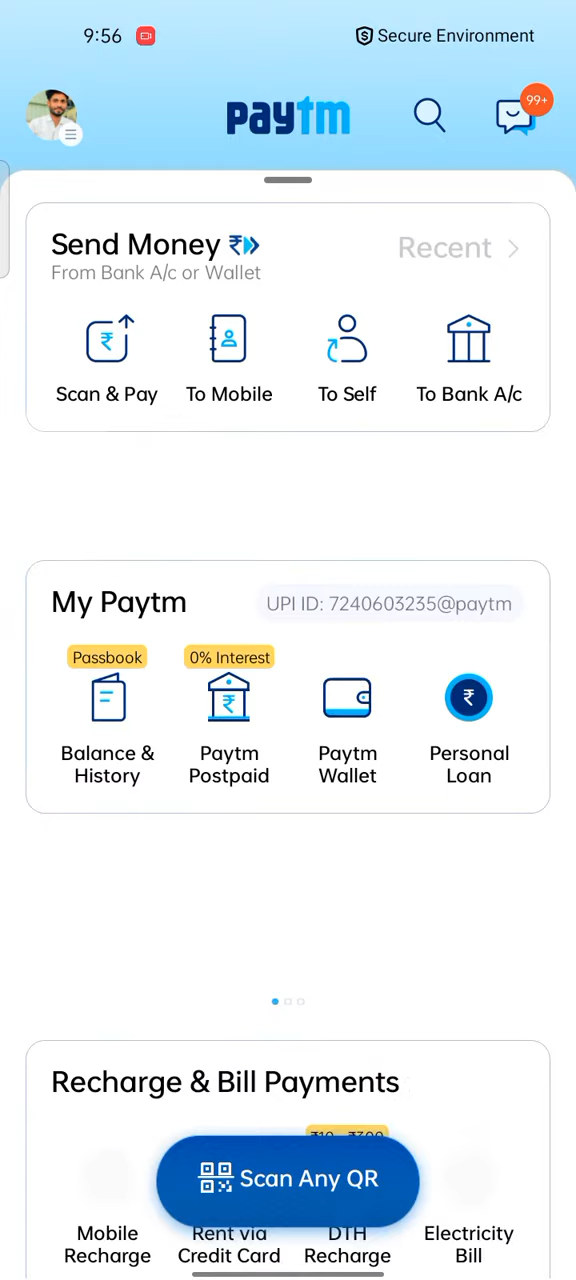 9:56
Secure Environment
paytm
99+
Send Money
From Bank A/c or Wallet
Recent
Scan & Pay
To Mobile
To Self
To Bank A/c
My Paytm
UPI ID: 7240603235@paytm
Passbook
0% Interest
Balance &
History
Paytm
Postpaid
Paytm
Wallet
Personal
Loan
Recharge & Bill Payments
Scan Any QR
Mobile
Recharge
Rent via
Credit Card
DTH
Recharge
Electricity
Bill